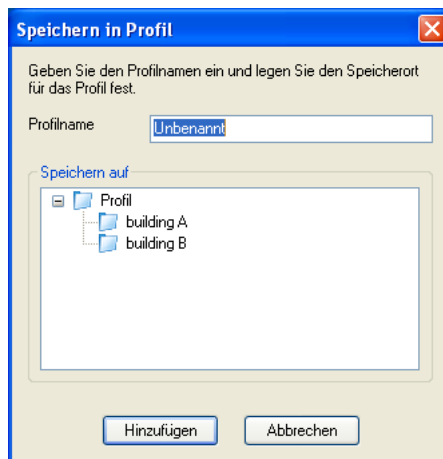 Speichern in Profil
Geben Sie den Profilnamen ein und legen Sie den Speicherort
für das Profil fest.
Profilname
Unbenannt
Speichern auf
Profil
building A
building B
Hinzufügen
Abbrechen